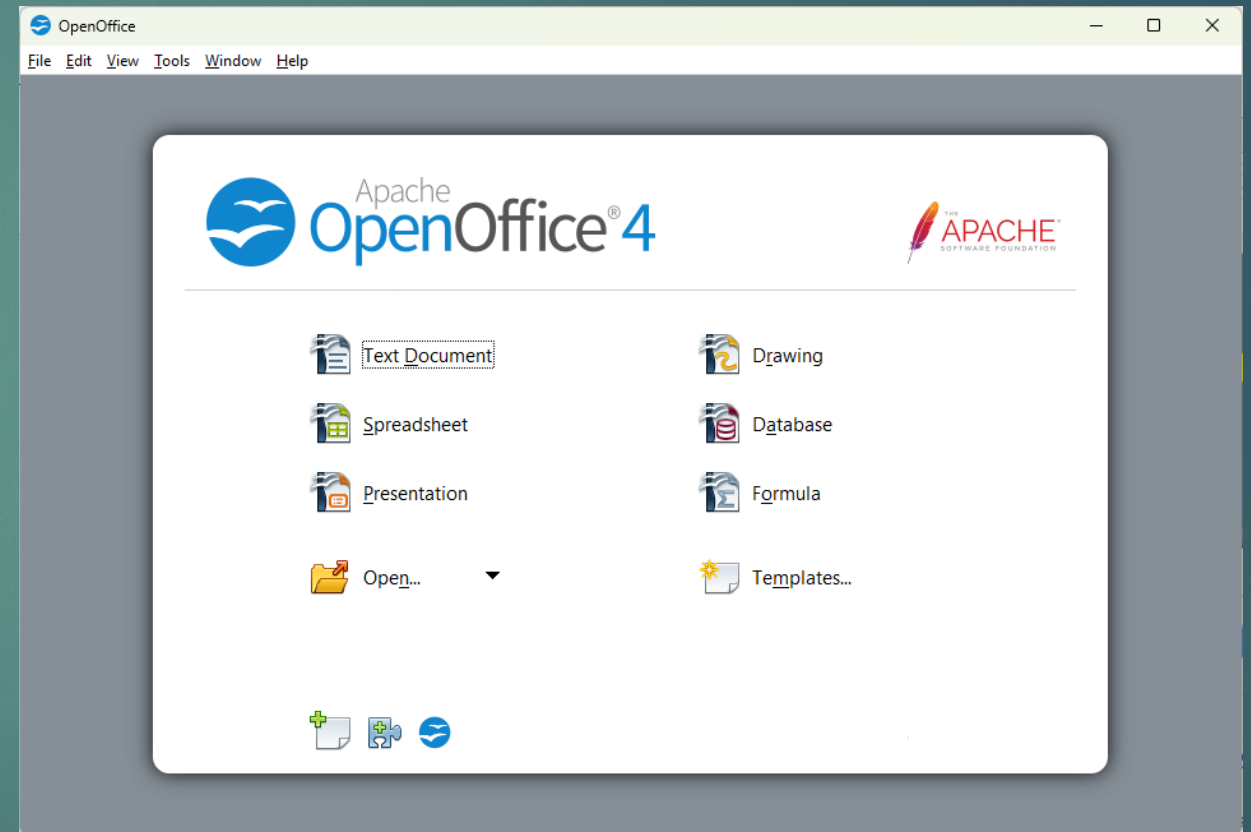 OpenOffice
File Edit View Tools Window Help
Apache
OpenOffice®4
THE
APACHE®
SOFTWARE FOUNDATION
Text Document
Drawing
Spreadsheet
Database
Presentation
Formula
Open...
Templates...